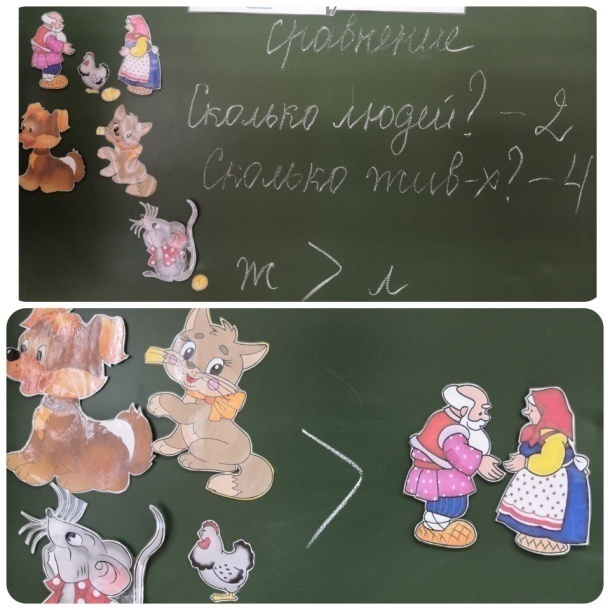 Сравнение
Сколько людей? - 2
Сколько жив-х? - 4
ж > л
>